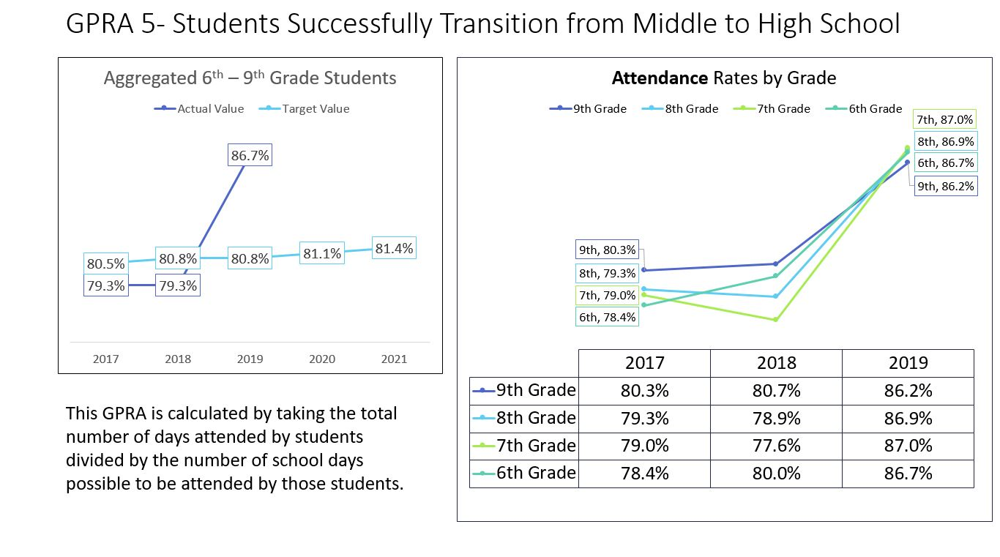 GPRA 5- Students Successfully Transition from Middle to High School
Aggregated 6th – 9th Grade Students
Actual Value Target Value
86.7%
80.5% 80.8% 80.8% 81.1% 81.4%
79.3% 79.3%
2017 2018 2019 2020 2021
This GPRA is calculated by taking the total
number of days attended by students
divided by the number of school days
possible to be attended by those students.
Attendance Rates by Grade
9th Grade 8th Grade 7th Grade 6th Grade
7th, 87.0%
8th, 86.9%
6th, 86.7%
9th, 86.2%
9th, 80.3%
8th, 79.3%
7th, 79.0%
6th, 78.4%
2017 2018 2019
9th Grade 80.3% 80.7% 86.2%
8th Grade 79.3% 78.9% 86.9%
7th Grade 79.0% 77.6% 87.0%
6th Grade 78.4% 80.0% 86.7%